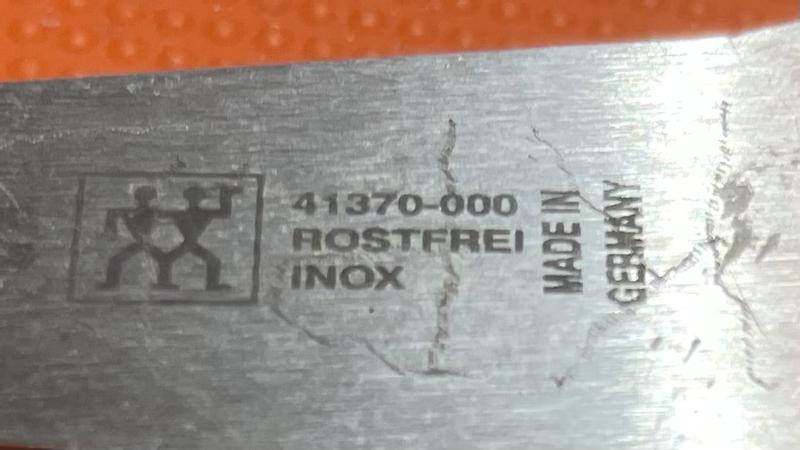 41370-000
ROSTFREI
INOX
MADE IN
GERMANY